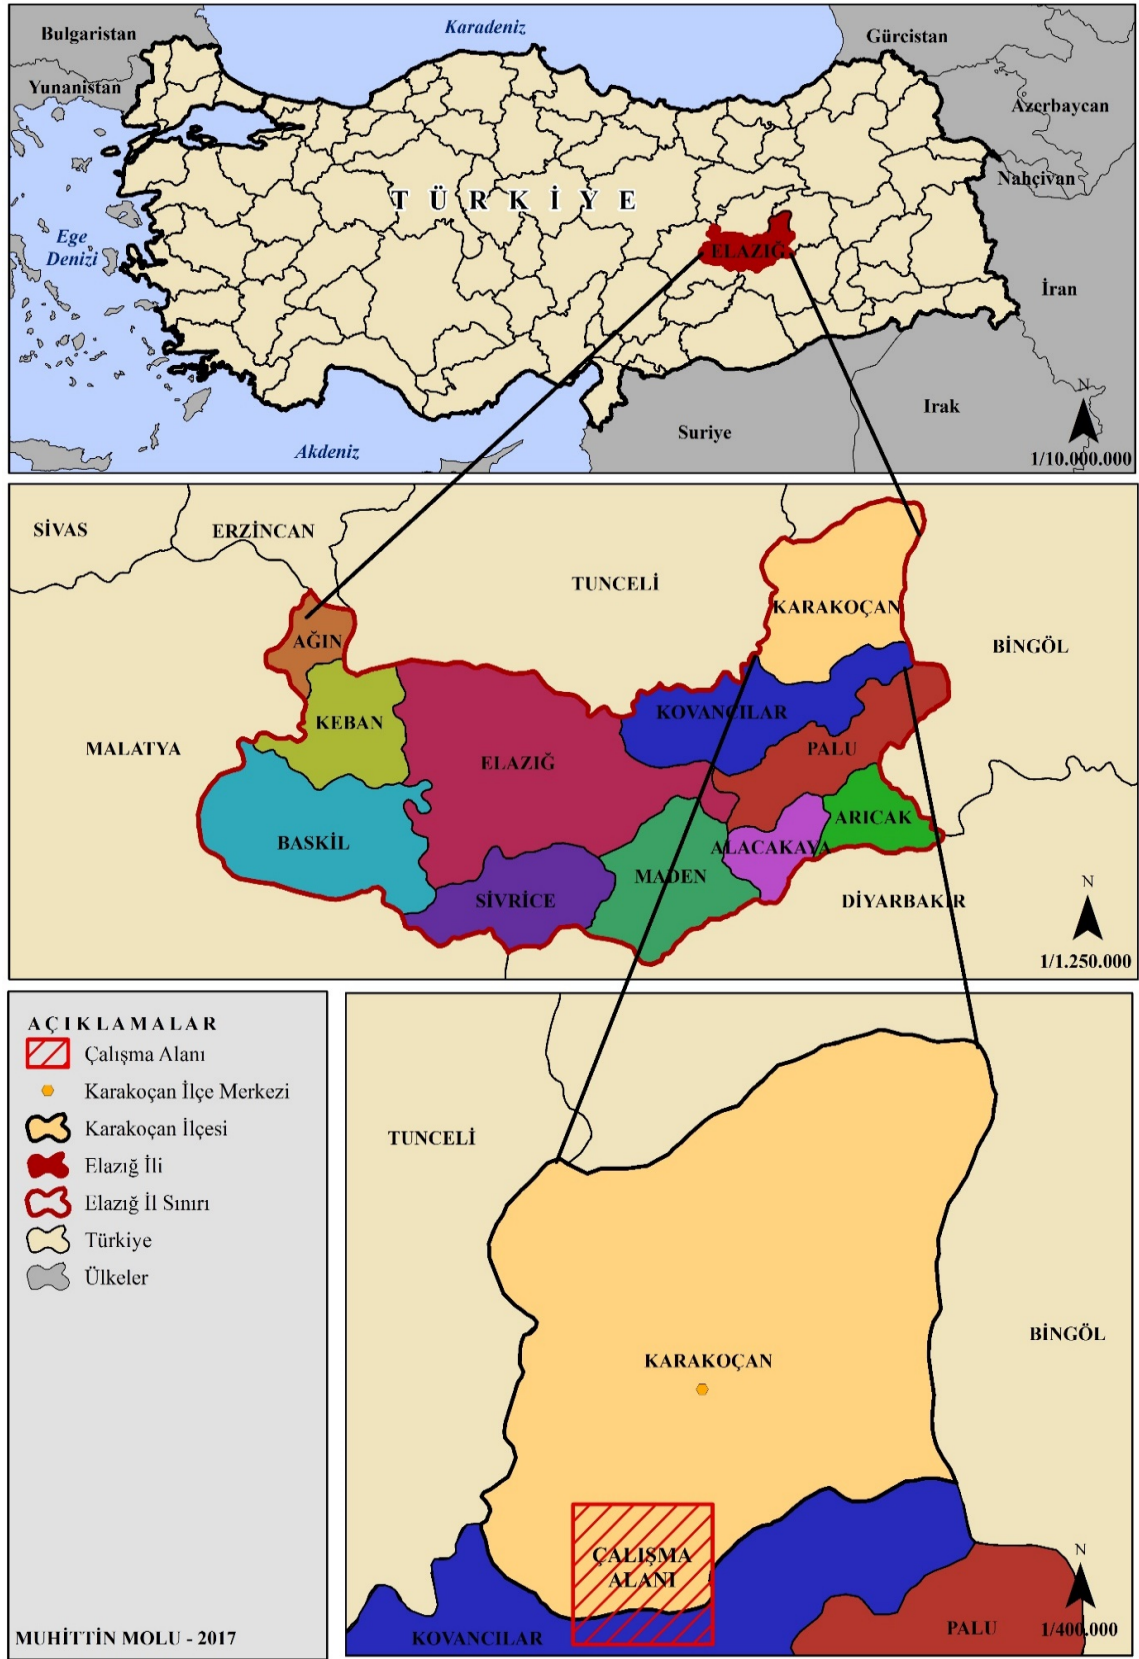 Bulgaristan
Karadeniz
Gürcistan
Yunanistan
Azerbaycan
Nahçivan
TÜRKİYE
Ege
Denizi
ELAZIĞ
İran
Irak
Suriye
Akdeniz
N
1/10.000.000
SİVAS
ERZİNCAN
TUNCELİ
KARAKOÇAN
AĞIN
BİNGÖL
KEBAN
KOVANCILAR
MALATYA
PALU
ELAZIĞ
ARICAK
BASKİL
ALACAKAYA
MADEN
SİVRİCE
DİYARBAKIR
N
1/1.250.000
AÇIKLAMALAR
Çalışma Alanı
Karakoçan İlçe Merkezi
Karakoçan İlçesi
Elazığ İli
Elazığ İl Sınırı
Türkiye
Ülkeler
MUHİTTİN MOLU - 2017
TUNCELİ
BİNGÖL
KARAKOÇAN
ÇALIŞMA
ALANI
KOVANCILAR
PALU
N
1/400.000